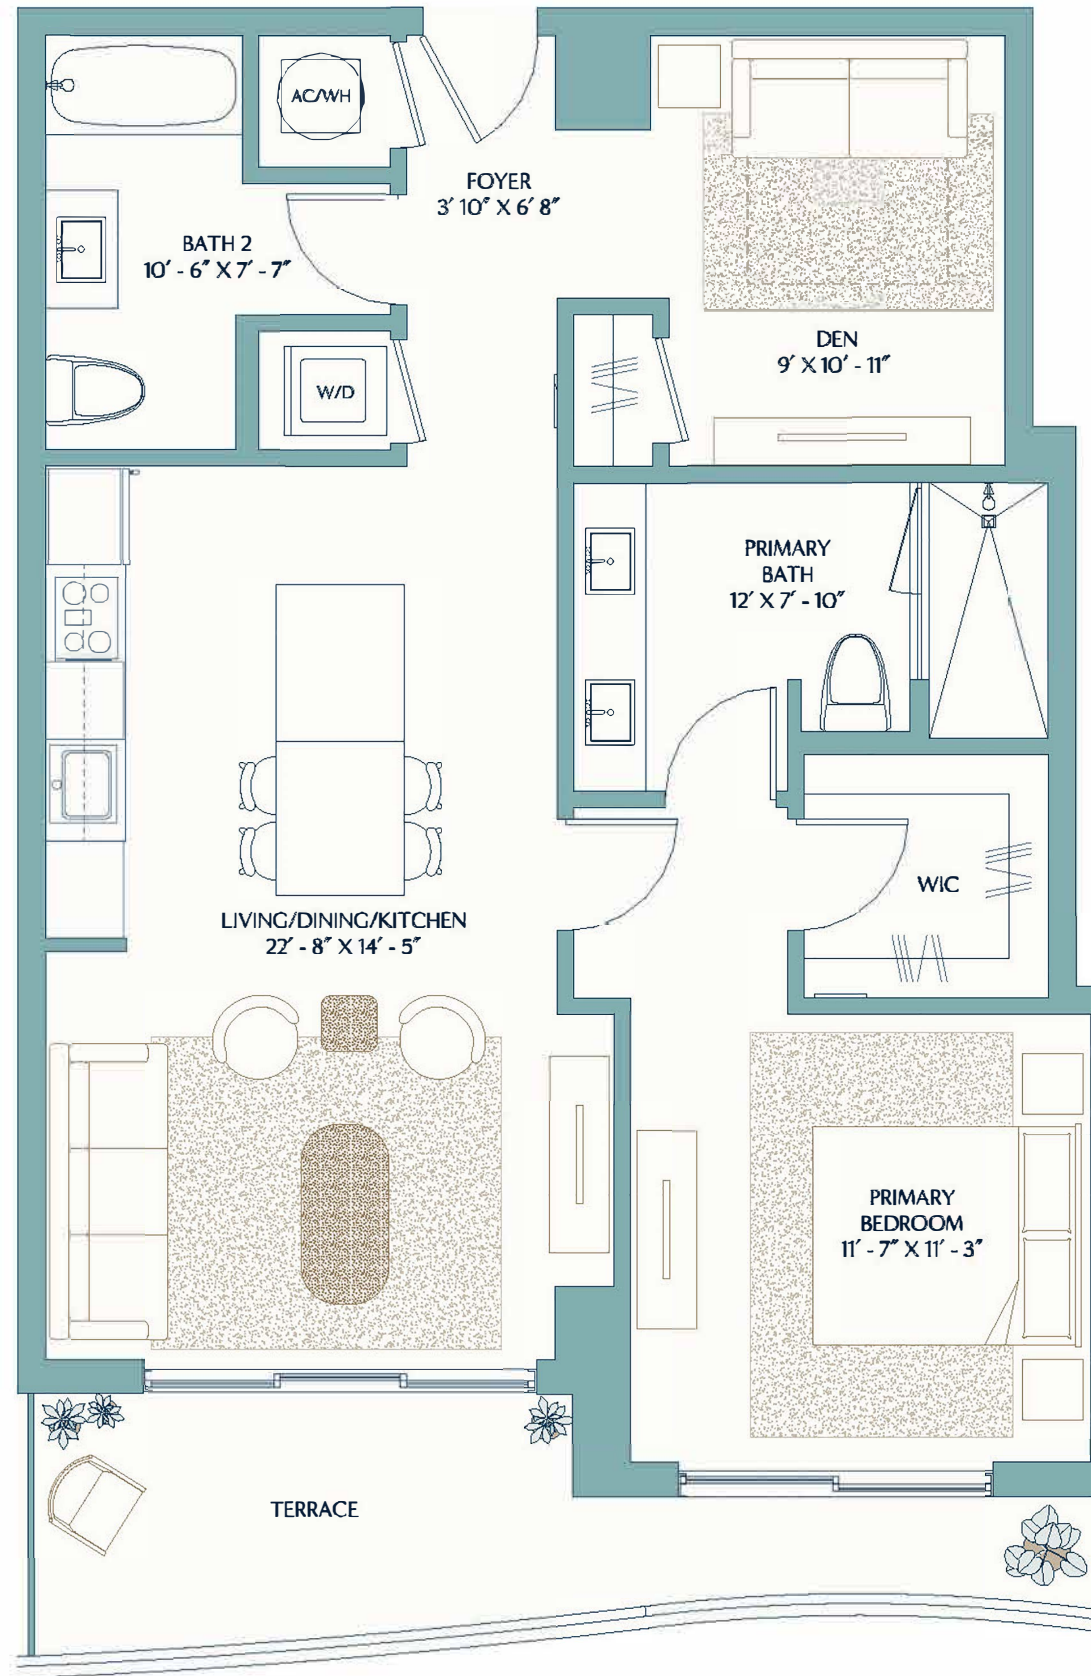 AC/WH
FOYER
3' 10" X 6' 8"
BATH 2
10' - 6" X 7' - 7"
DEN
9' X 10' - 11"
W/D
PRIMARY
BATH
12' X 7' - 10"
WIC
LIVING/DINING/KITCHEN
22' - 8" X 14' - 5"
PRIMARY
BEDROOM
11' - 7" X 11' - 3"
TERRACE